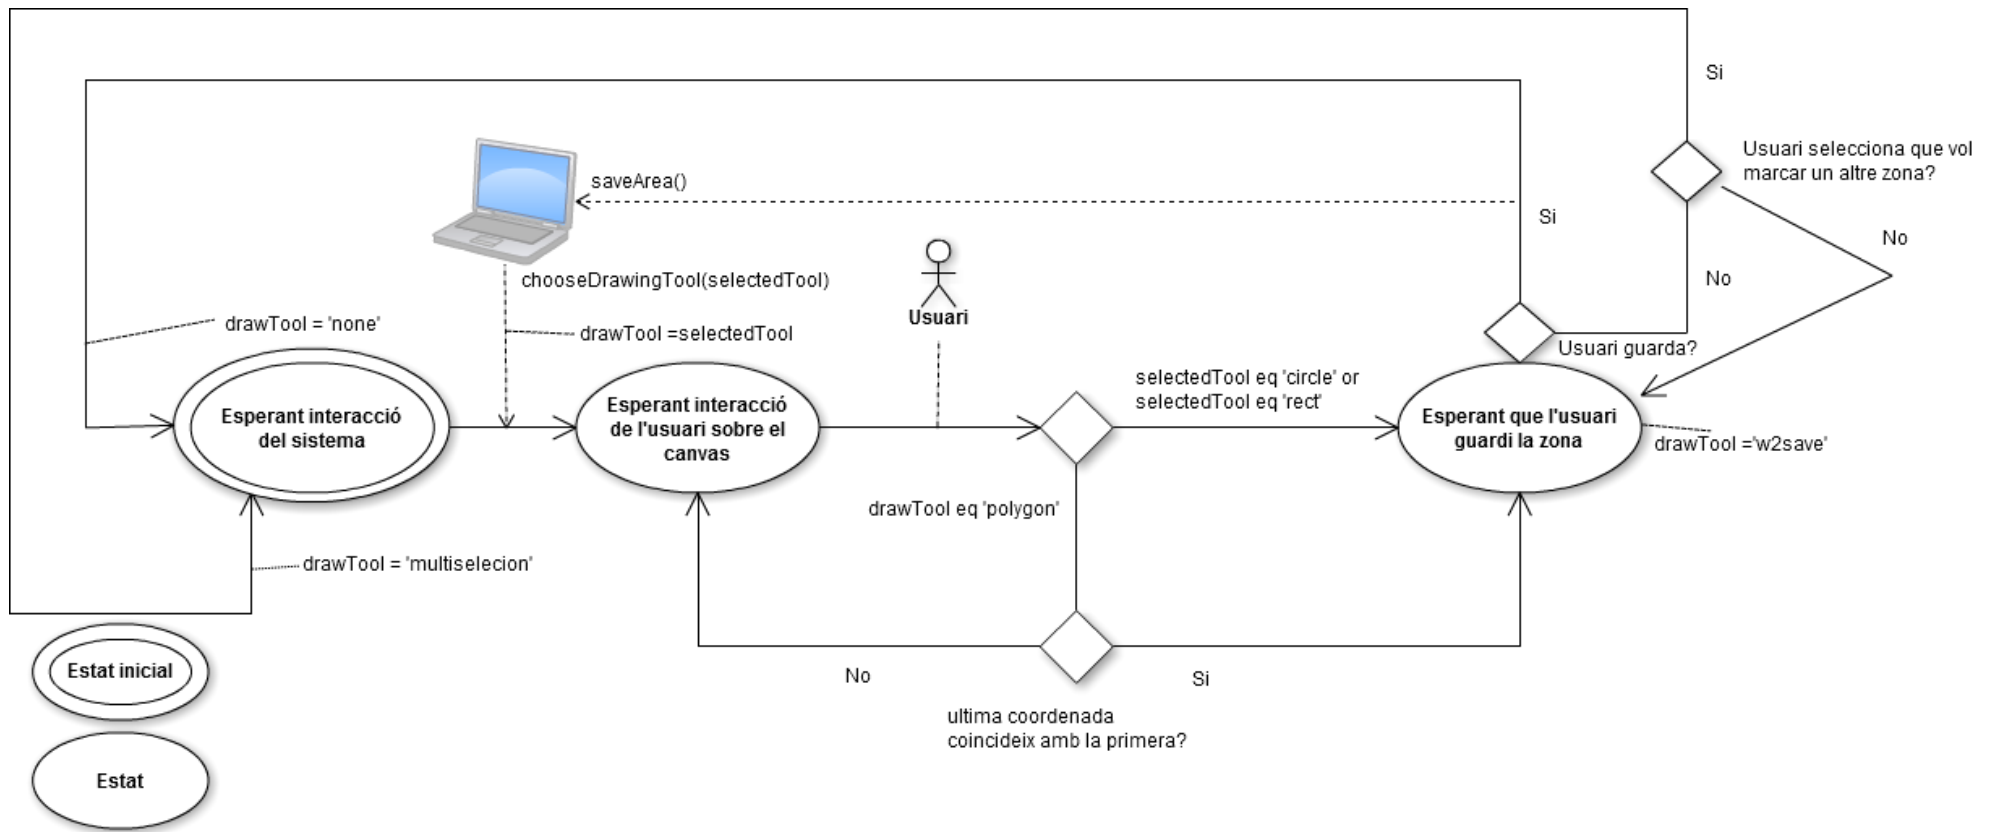 Si
Usuari selecciona que vol
marcar un altre zona?
saveArea()
Si
No
No
chooseDrawingTool(selectedTool)
Usuari
drawTool = 'none'
drawTool =selectedTool
Usuari guarda?
selectedTool eq 'circle' or
selectedTool eq 'rect'
Esperant interacció
del sistema
Esperant interacció
de l'usuari sobre el
canvas
Esperant que l'usuari
guardi la zona
drawTool ='w2save'
drawTool eq 'polygon'
drawTool = 'multiselecion'
No
Si
ultima coordenada
coincideix amb la primera?
Estat inicial
Estat